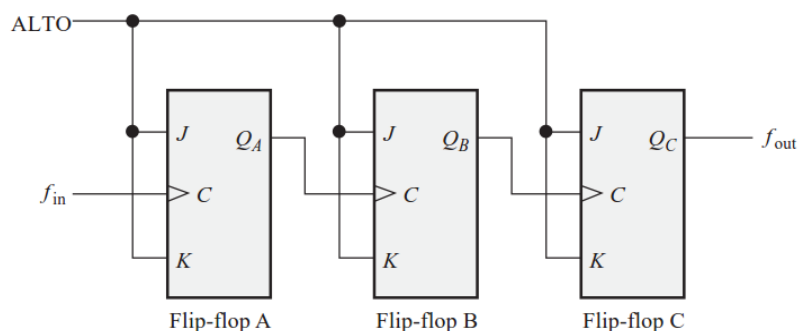 ALTO
J Q_A J Q_B J Q_C f_out
f_in C C C
K K K
Flip-flop A Flip-flop B Flip-flop C